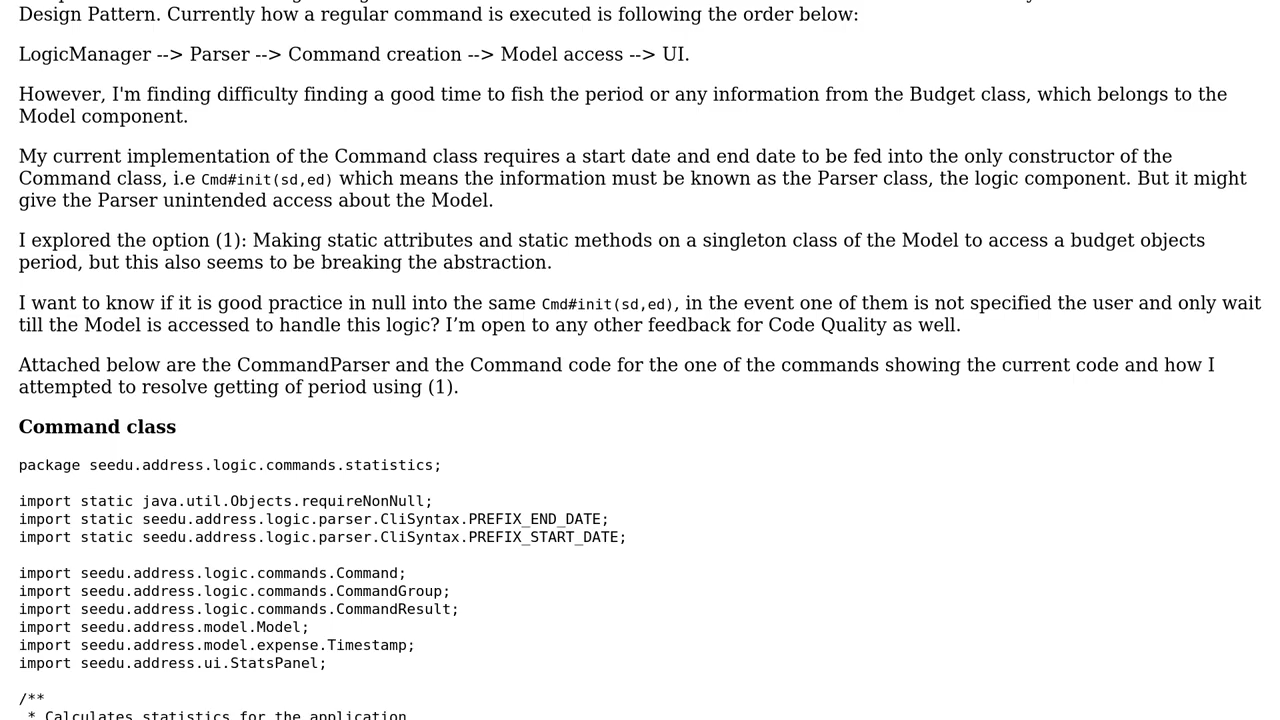 Design Pattern. Currently how a regular command is executed is following the order below:
LogicManager --> Parser --> Command creation --> Model access --> UI.
However, I'm finding difficulty finding a good time to fish the period or any information from the Budget class, which belongs to the
Model component.
My current implementation of the Command class requires a start date and end date to be fed into the only constructor of the
Command class, i.e Cmd#init(sd,ed) which means the information must be known as the Parser class, the logic component. But it might
give the Parser unintended access about the Model.
I explored the option (1): Making static attributes and static methods on a singleton class of the Model to access a budget objects
period, but this also seems to be breaking the abstraction.
I want to know if it is good practice in null into the same Cmd#init(sd,ed), in the event one of them is not specified the user and only wait
till the Model is accessed to handle this logic? I’m open to any other feedback for Code Quality as well.
Attached below are the CommandParser and the Command code for the one of the commands showing the current code and how I
attempted to resolve getting of period using (1).
Command class
package seedu.address.logic.commands.statistics;
import static java.util.Objects.requireNonNull;
import static seedu.address.logic.parser.CliSyntax.PREFIX_END_DATE;
import static seedu.address.logic.parser.CliSyntax.PREFIX_START_DATE;
import seedu.address.logic.commands.Command;
import seedu.address.logic.commands.CommandGroup;
import seedu.address.logic.commands.CommandResult;
import seedu.address.model.Model;
import seedu.address.model.expense.Timestamp;
import seedu.address.ui.StatsPanel;
/**
* Calculates statistics for the application